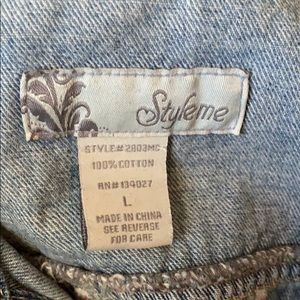 Styleme
STYLE# 2803MC
100% COTTON
RN# 134027
L
MADE IN CHINA
SEE REVERSE
FOR CARE